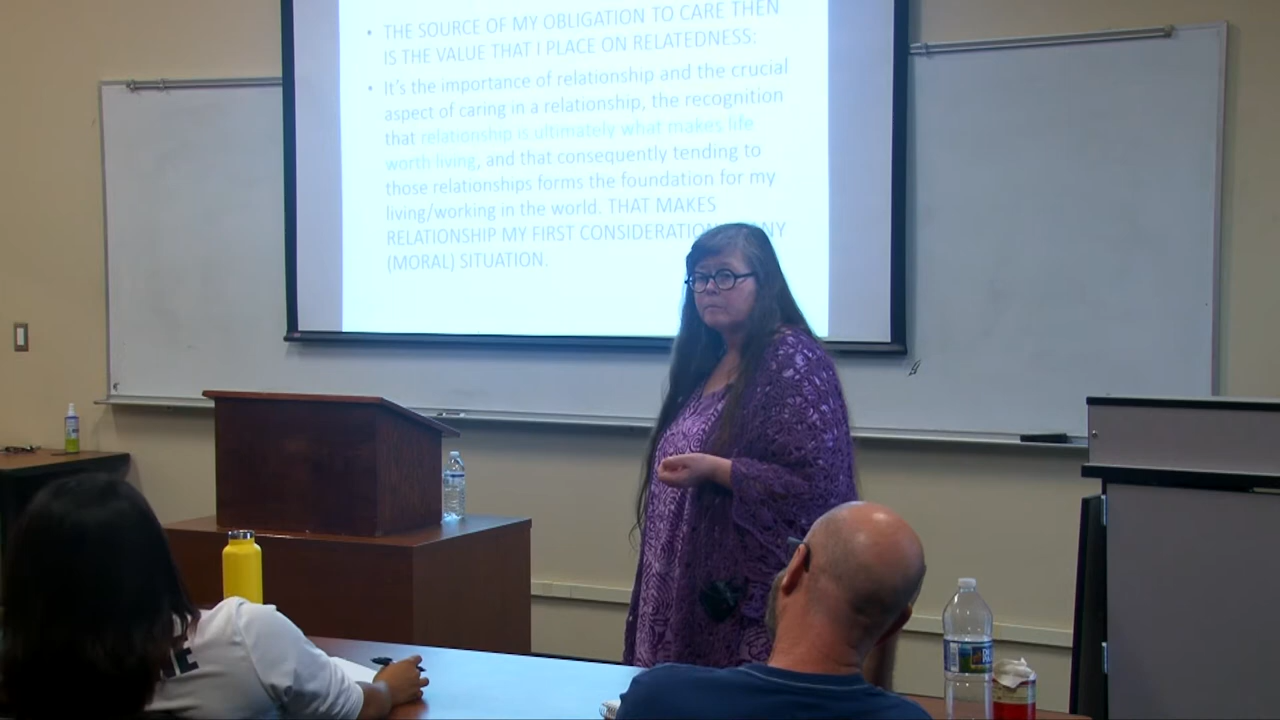 • THE SOURCE OF MY OBLIGATION TO CARE THEN
IS THE VALUE THAT I PLACE ON RELATEDNESS:
• It's the importance of relationship and the crucial
aspect of caring in a relationship, the recognition
that relationship is ultimately what makes life
worth living, and that consequently tending to
those relationships forms the foundation for my
living/working in the world. THAT MAKES
RELATIONSHIP MY FIRST CONSIDERATION ANY
(MORAL) SITUATION.